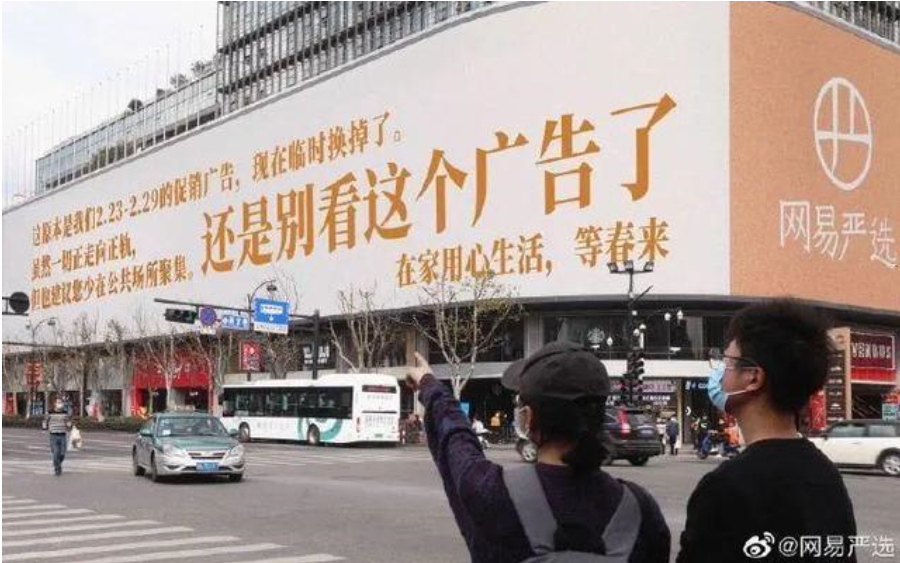 这原本是我们2.23-2.29的促销广告，现在临时换掉了。
虽然一切正走向正轨，
但也建议您少在公共场所聚集。
还是别看这个广告了
在家用心生活，等春来
网易严选
@网易严选